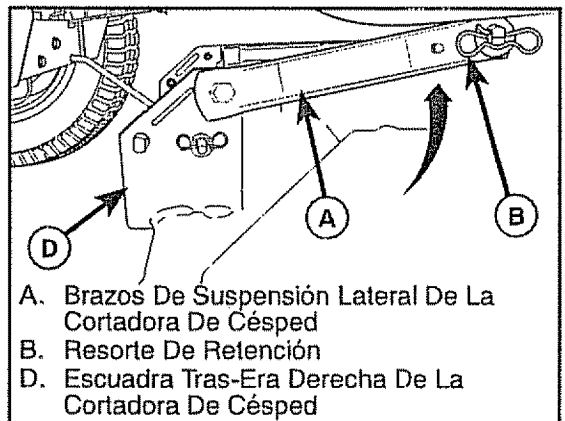 A
B
D
A. Brazos De Suspensión Lateral De La
Cortadora De Césped
B. Resorte De Retención
D. Escuadra Tras-Era Derecha De La
Cortadora De Césped